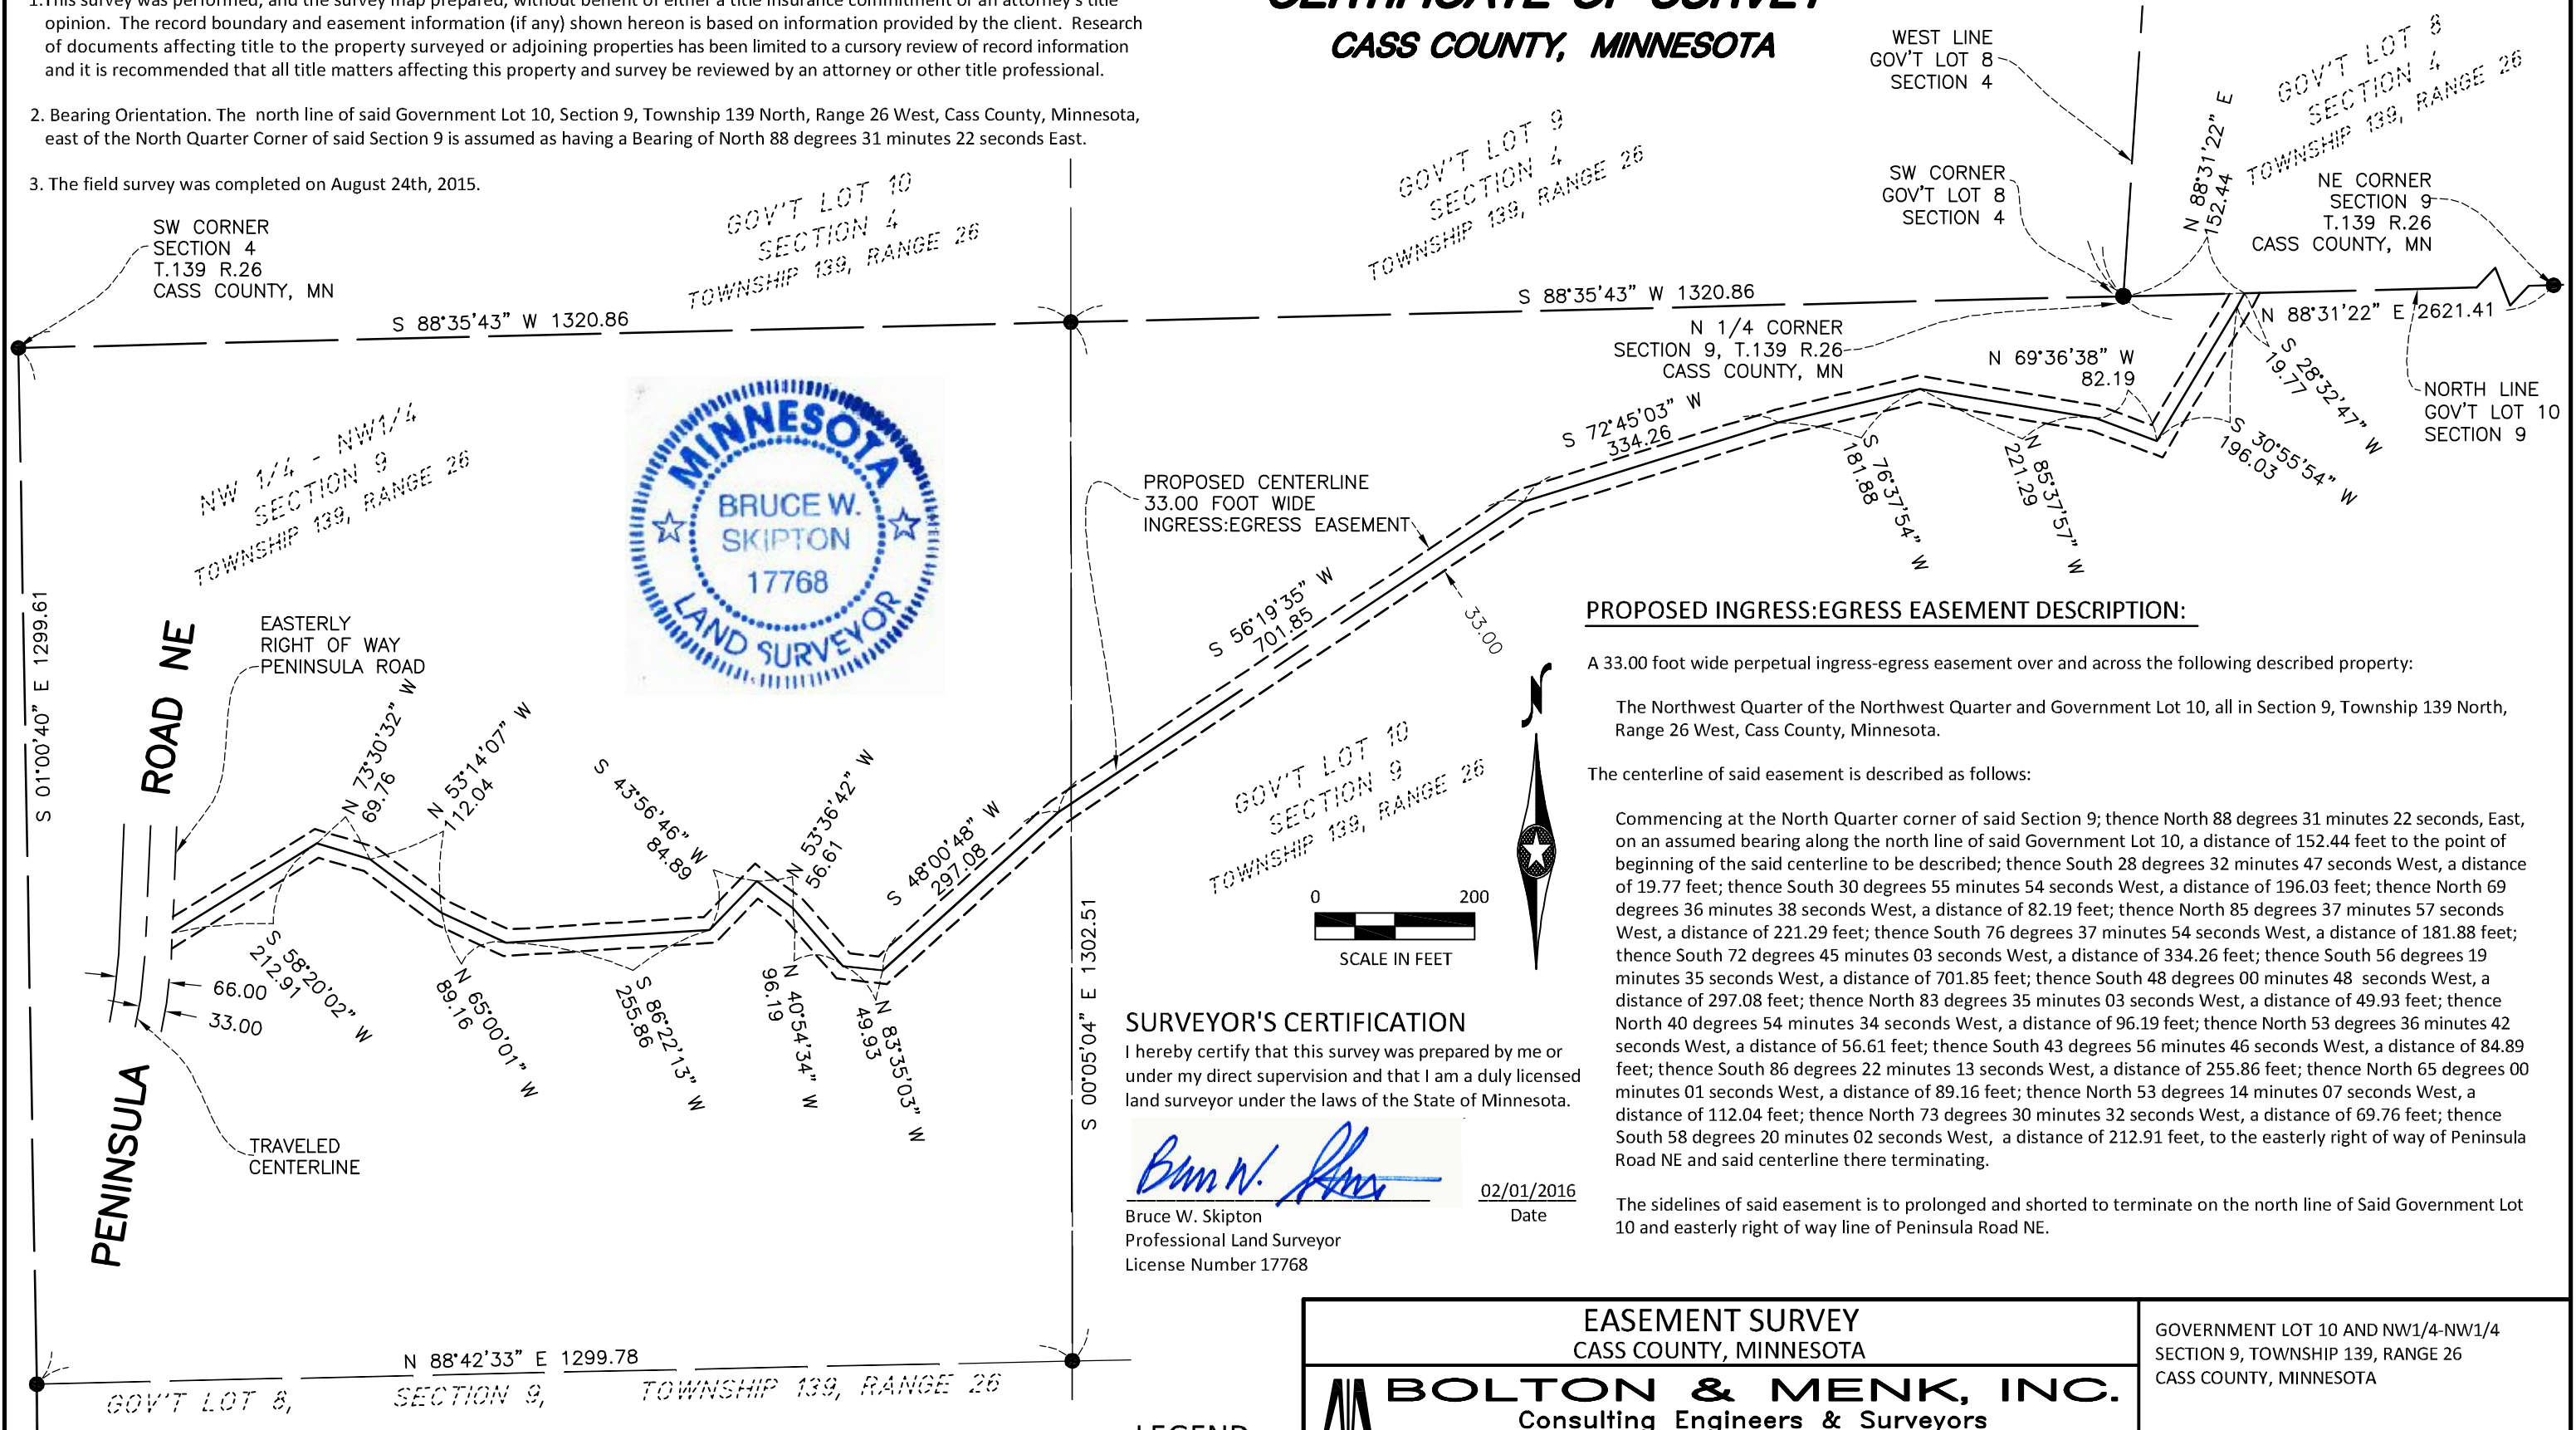 1.This survey was performed, and the survey map prepared, without benefit of either a title insurance commitment or an attorney's title
opinion. The record boundary and easement information (if any) shown hereon is based on information provided by the client. Research
of documents affecting title to the property surveyed or adjoining properties has been limited to a cursory review of record information
and it is recommended that all title matters affecting this property and survey be reviewed by an attorney or other title professional.
2. Bearing Orientation. The north line of said Government Lot 10, Section 9, Township 139 North, Range 26 West, Cass County, Minnesota,
east of the North Quarter Corner of said Section 9 is assumed as having a Bearing of North 88 degrees 31 minutes 22 seconds East.
3. The field survey was completed on August 24th, 2015.
CERTIFICATE OF SURVEY
CASS COUNTY, MINNESOTA
WEST LINE
GOV'T LOT 8
SECTION 4
GOV'T LOT 8
SECTION 4
TOWNSHIP 139, RANGE 26
N 88°31'22" E
152.44
SW CORNER
GOV'T LOT 8
SECTION 4
NE CORNER
SECTION 9
T.139 R.26
CASS COUNTY, MN
GOV'T LOT 9
SECTION 4
TOWNSHIP 139, RANGE 26
GOV'T LOT 10
SECTION 4
TOWNSHIP 139, RANGE 26
SW CORNER
SECTION 4
T.139 R.26
CASS COUNTY, MN
S 88°35'43" W 1320.86
S 88°35'43" W 1320.86
N 88°31'22" E 2621.41
N 1/4 CORNER
SECTION 9, T.139 R.26
CASS COUNTY, MN
N 69°36'38" W
82.19
S 28°32'47" W
19.77
NORTH LINE
GOV'T LOT 10
SECTION 9
S 30°55'54" W
196.03
S 72°45'03" W
334.26
S 76°37'54" W
181.88
N 85°37'57" W
221.29
NW 1/4 - NW1/4
SECTION 9
TOWNSHIP 139, RANGE 26
MINNESOTA
BRUCE W.
SKIPTON
17768
LAND SURVEYOR
PROPOSED CENTERLINE
33.00 FOOT WIDE
INGRESS:EGRESS EASEMENT
S 56°19'35" W
701.85
33.00
S 01°00'40" E 1299.61
EASTERLY
RIGHT OF WAY
PENINSULA ROAD
PENINSULA ROAD NE
N 73°30'32" W
69.76
N 53°14'07" W
112.04
S 43°56'46" W
84.89
N 53°36'42" W
56.61
S 48°00'48" W
297.08
S 58°20'02" W
212.91
N 65°00'01" W
89.16
S 86°22'13" W
255.86
N 40°54'34" W
96.19
N 83°35'03" W
49.93
66.00
33.00
TRAVELED
CENTERLINE
S 00°05'04" E 1302.51
GOV'T LOT 10
SECTION 9
TOWNSHIP 139, RANGE 26
N
0 200
SCALE IN FEET
PROPOSED INGRESS:EGRESS EASEMENT DESCRIPTION:
A 33.00 foot wide perpetual ingress-egress easement over and across the following described property:
The Northwest Quarter of the Northwest Quarter and Government Lot 10, all in Section 9, Township 139 North,
Range 26 West, Cass County, Minnesota.
The centerline of said easement is described as follows:
Commencing at the North Quarter corner of said Section 9; thence North 88 degrees 31 minutes 22 seconds, East,
on an assumed bearing along the north line of said Government Lot 10, a distance of 152.44 feet to the point of
beginning of the said centerline to be described; thence South 28 degrees 32 minutes 47 seconds West, a distance
of 19.77 feet; thence South 30 degrees 55 minutes 54 seconds West, a distance of 196.03 feet; thence North 69
degrees 36 minutes 38 seconds West, a distance of 82.19 feet; thence North 85 degrees 37 minutes 57 seconds
West, a distance of 221.29 feet; thence South 76 degrees 37 minutes 54 seconds West, a distance of 181.88 feet;
thence South 72 degrees 45 minutes 03 seconds West, a distance of 334.26 feet; thence South 56 degrees 19
minutes 35 seconds West, a distance of 701.85 feet; thence South 48 degrees 00 minutes 48 seconds West, a
distance of 297.08 feet; thence North 83 degrees 35 minutes 03 seconds West, a distance of 49.93 feet; thence
North 40 degrees 54 minutes 34 seconds West, a distance of 96.19 feet; thence North 53 degrees 36 minutes 42
seconds West, a distance of 56.61 feet; thence South 43 degrees 56 minutes 46 seconds West, a distance of 84.89
feet; thence South 86 degrees 22 minutes 13 seconds West, a distance of 255.86 feet; thence North 65 degrees 00
minutes 01 seconds West, a distance of 89.16 feet; thence North 53 degrees 14 minutes 07 seconds West, a
distance of 112.04 feet; thence North 73 degrees 30 minutes 32 seconds West, a distance of 69.76 feet; thence
South 58 degrees 20 minutes 02 seconds West, a distance of 212.91 feet, to the easterly right of way of Peninsula
Road NE and said centerline there terminating.
The sidelines of said easement is to prolonged and shorted to terminate on the north line of Said Government Lot
10 and easterly right of way line of Peninsula Road NE.
SURVEYOR'S CERTIFICATION
I hereby certify that this survey was prepared by me or
under my direct supervision and that I am a duly licensed
land surveyor under the laws of the State of Minnesota.
02/01/2016
Bruce W. Skipton Date
Professional Land Surveyor
License Number 17768
N 88°42'33" E 1299.78
GOV'T LOT 8, SECTION 9, TOWNSHIP 139, RANGE 26
LEGEND
EASEMENT SURVEY
CASS COUNTY, MINNESOTA
BOLTON & MENK, INC.
Consulting Engineers & Surveyors
GOVERNMENT LOT 10 AND NW1/4-NW1/4
SECTION 9, TOWNSHIP 139, RANGE 26
CASS COUNTY, MINNESOTA